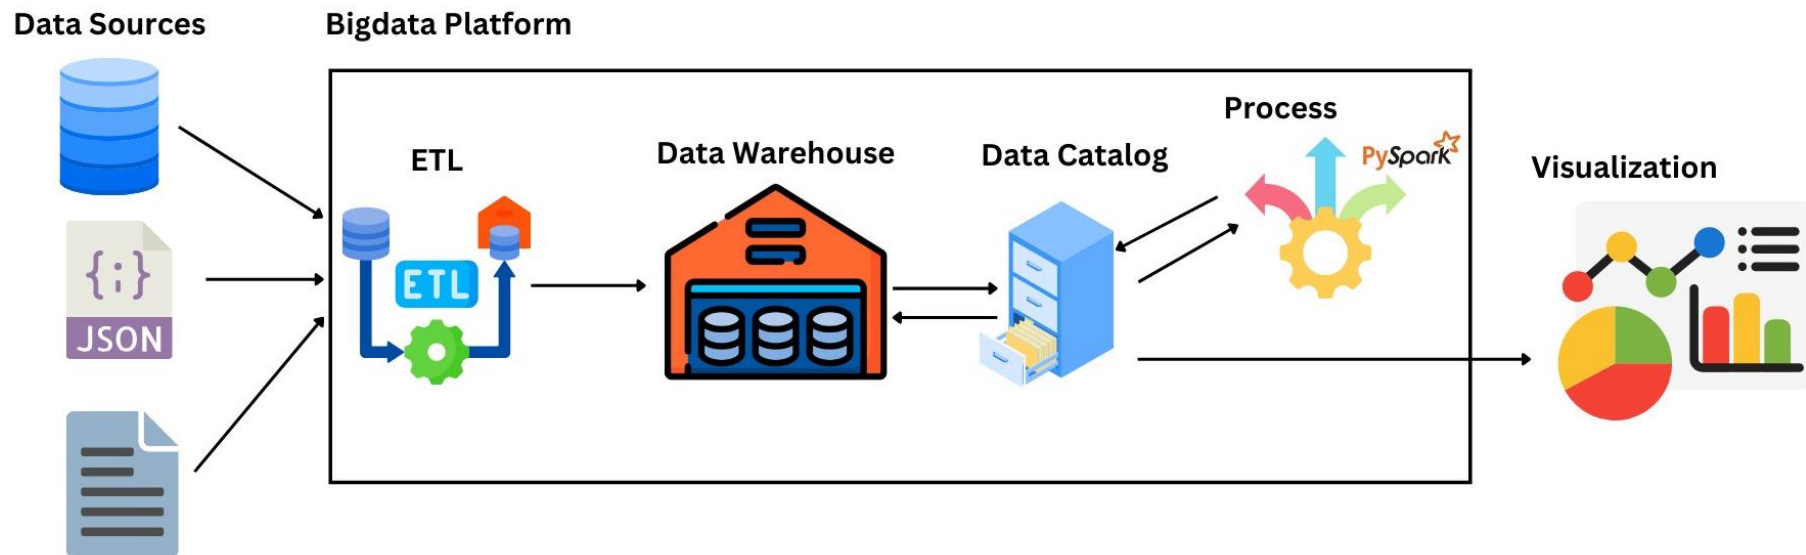 Data Sources
Bigdata Platform
Process
PySpark
ETL
Data Warehouse
Data Catalog
Visualization
ETL
{;}
JSON